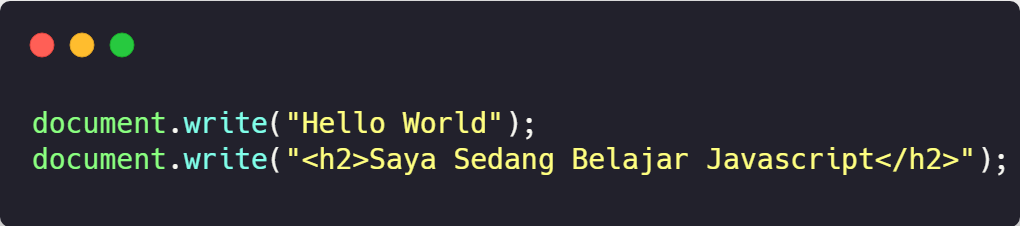 document.write("Hello World");
document.write("<h2>Saya Sedang Belajar Javascript</h2>");